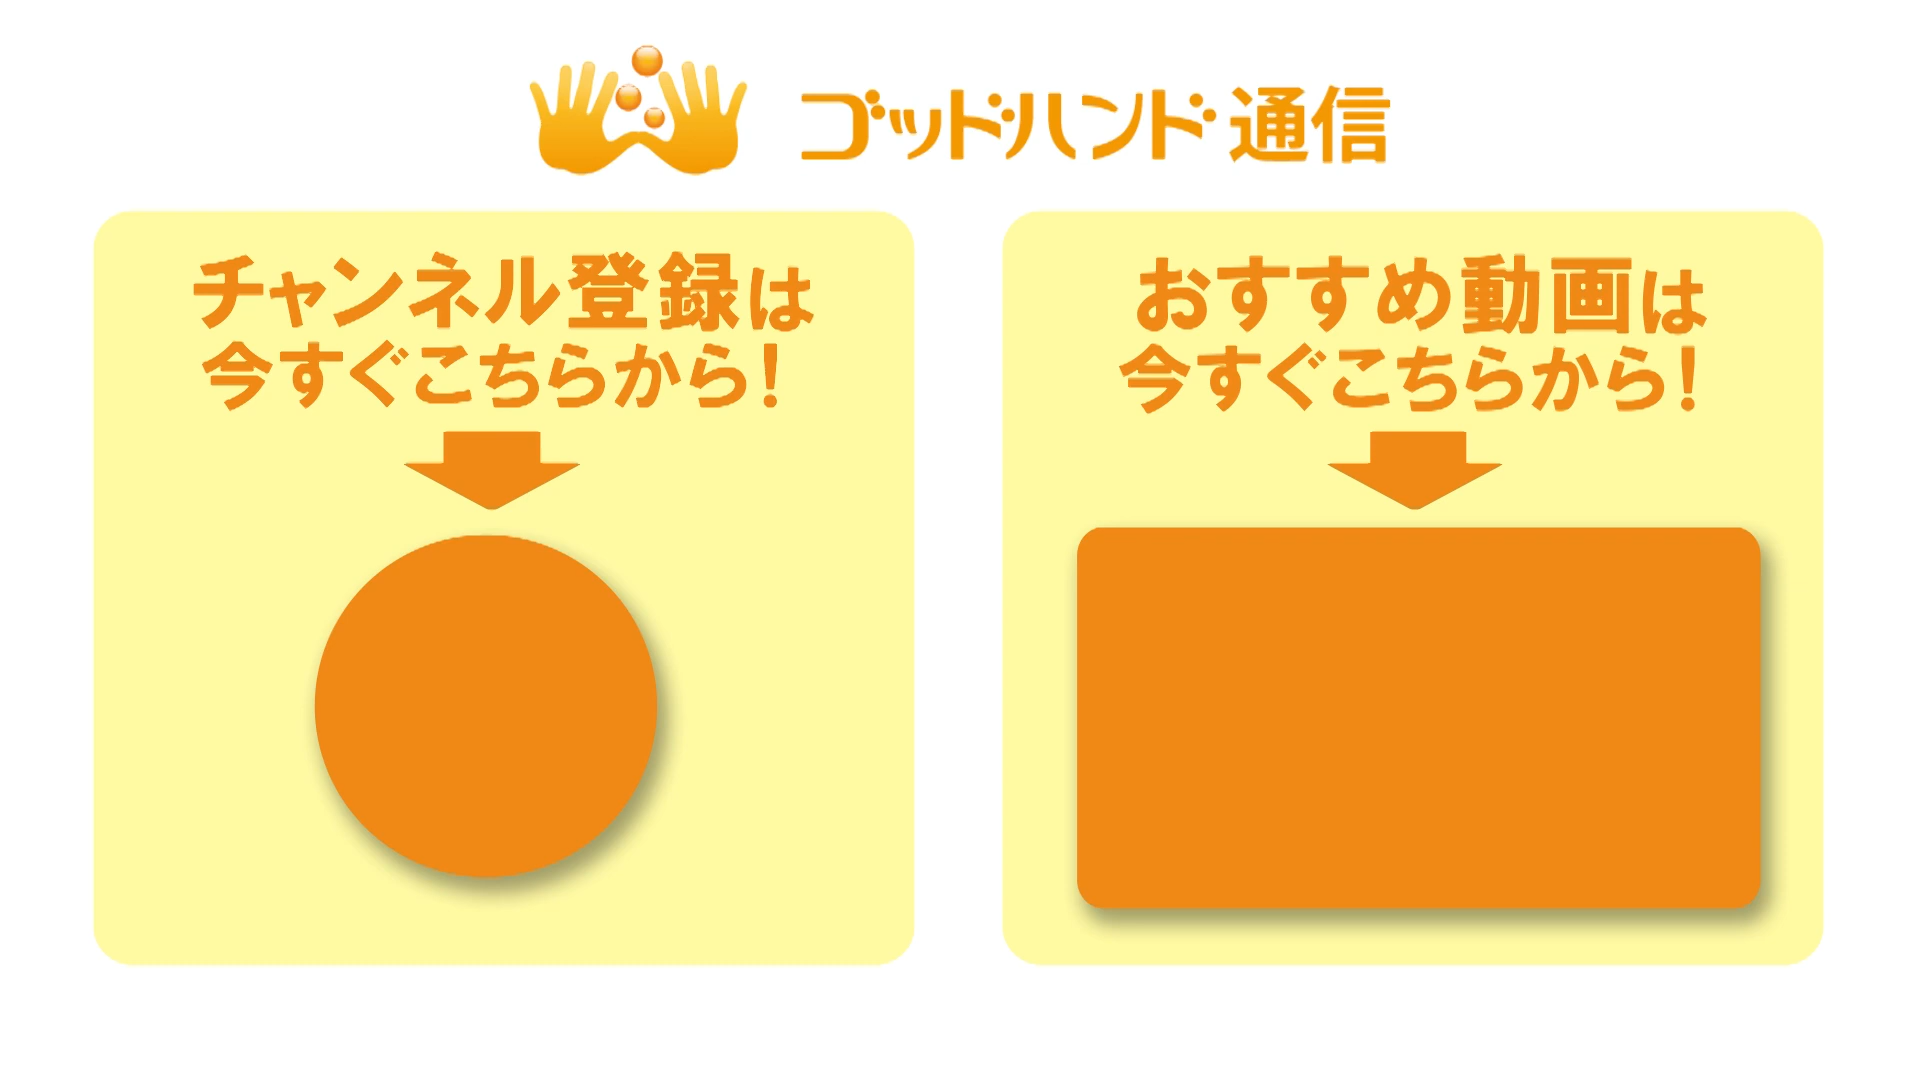 ゴッドハンド通信
チャンネル登録は
今すぐこちらから！
おすすめ動画は
今すぐこちらから！